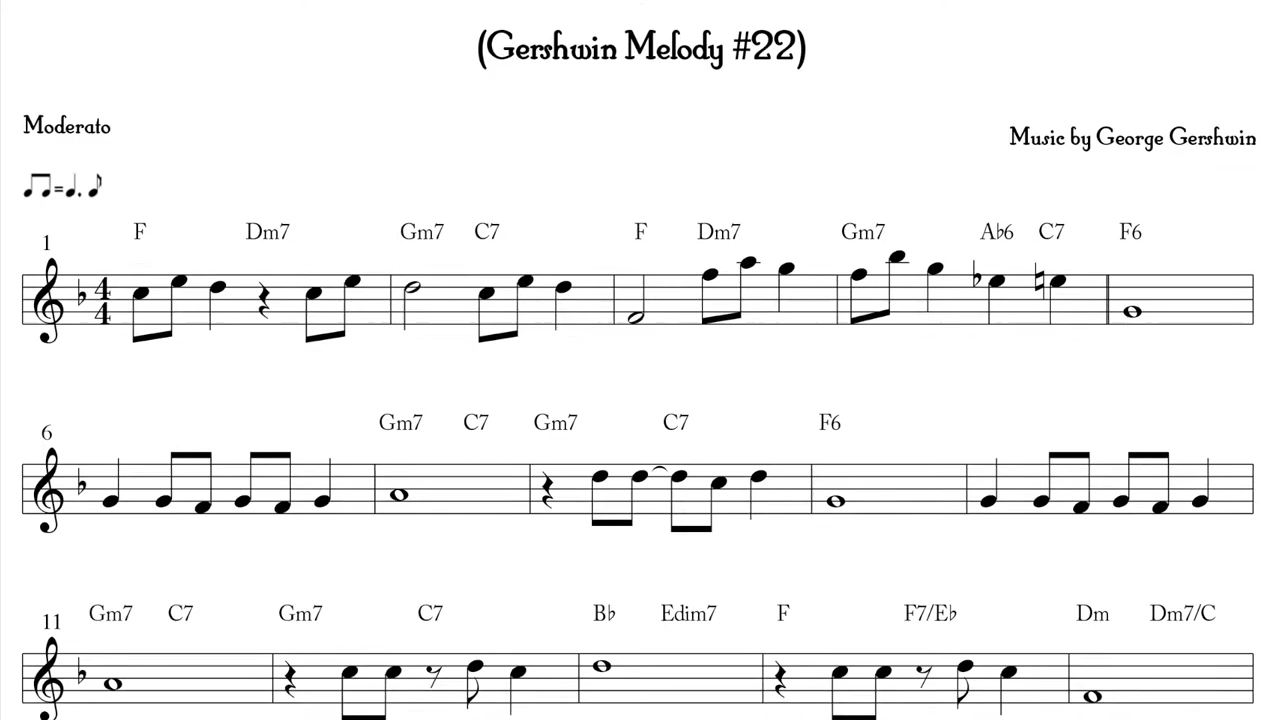 (Gershwin Melody #22)
Moderato
Music by George Gershwin
F Dm7 Gm7 C7 F Dm7 Gm7 A♭6 C7 F6
1
4
4
Gm7 C7 Gm7 C7 F6
6
Gm7 C7 Gm7 C7 B♭ Edim7 F F7/E♭ Dm Dm7/C
11